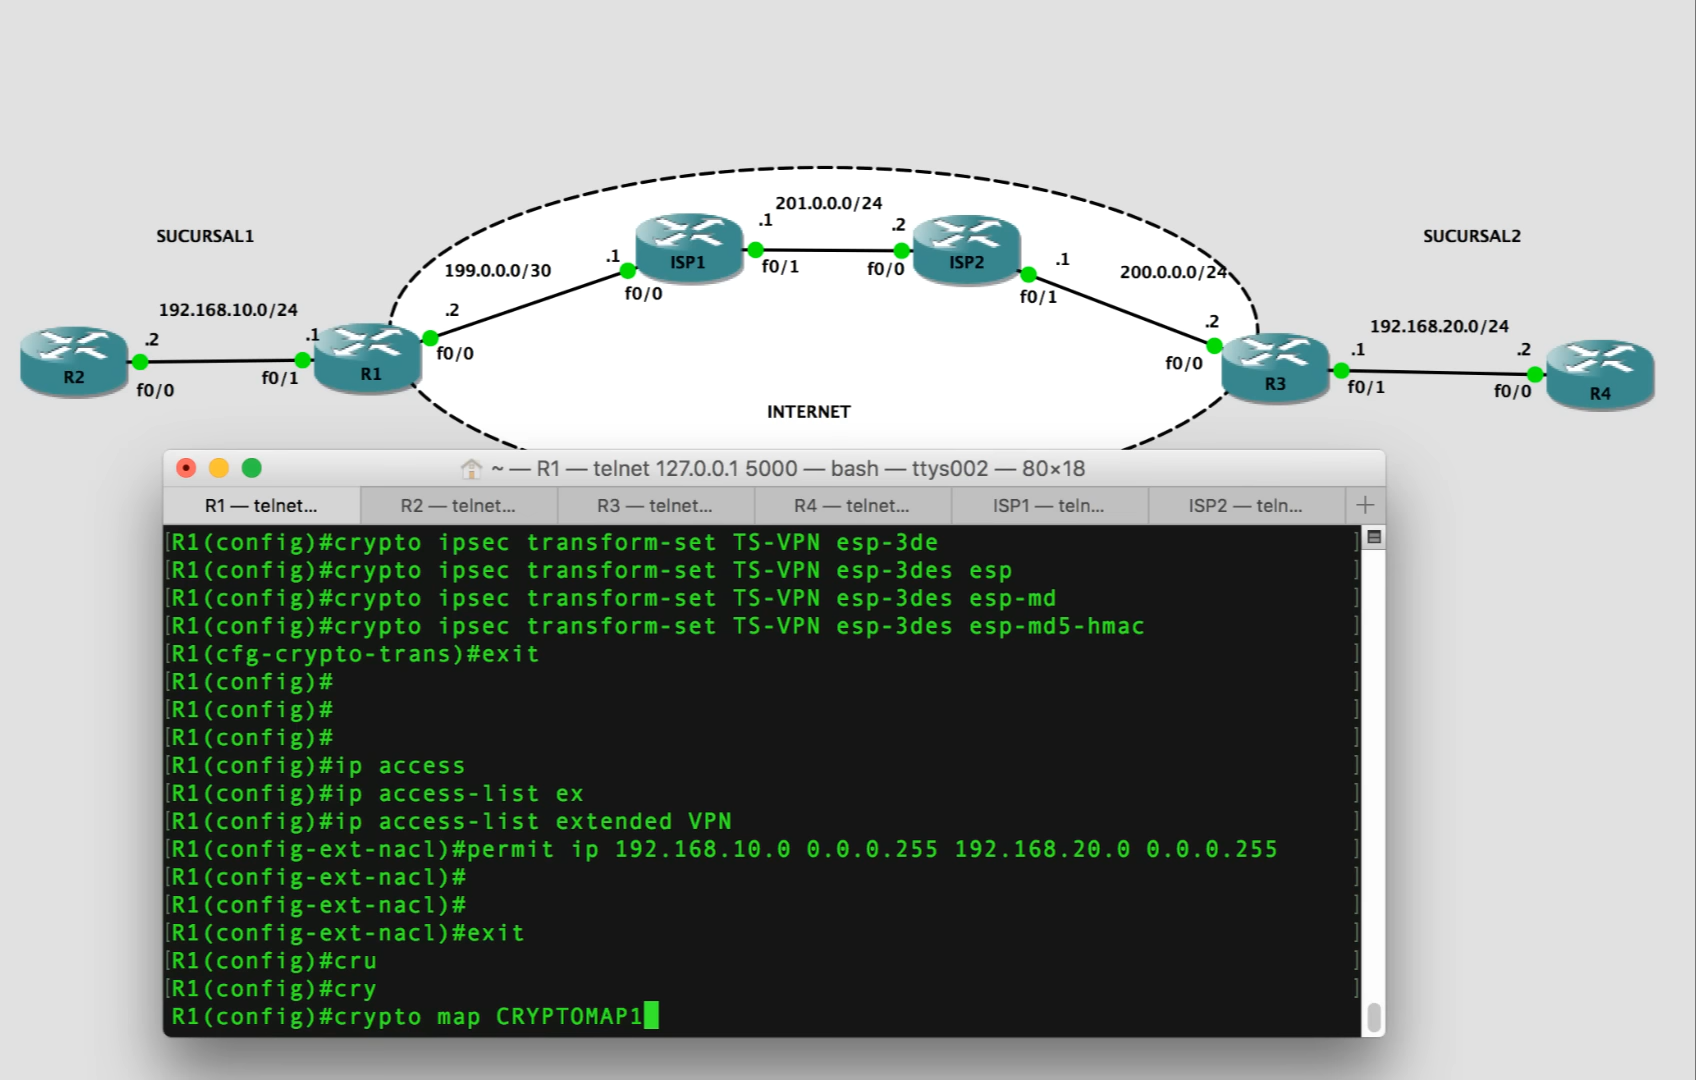 201.0.0.0/24
.1
.2
SUCURSAL1
SUCURSAL2
ISP1
ISP2
.1
f0/1
f0/0
.1
199.0.0.0/30
200.0.0.0/24
f0/0
f0/1
192.168.10.0/24
.2
.2
192.168.20.0/24
.2
.1
.1
.2
f0/0
f0/0
R2
f0/1
R1
R3
f0/1
f0/0
R4
f0/0
INTERNET
~ — R1 — telnet 127.0.0.1 5000 — bash — ttys002 — 80×18
R1 — telnet... R2 — telnet... R3 — telnet... R4 — telnet... ISP1 — teln... ISP2 — teln... +
[R1(config)#crypto ipsec transform-set TS-VPN esp-3de ]
[R1(config)#crypto ipsec transform-set TS-VPN esp-3des esp ]
[R1(config)#crypto ipsec transform-set TS-VPN esp-3des esp-md ]
[R1(config)#crypto ipsec transform-set TS-VPN esp-3des esp-md5-hmac ]
[R1(cfg-crypto-trans)#exit ]
[R1(config)# ]
[R1(config)# ]
[R1(config)# ]
[R1(config)#ip access ]
[R1(config)#ip access-list ex ]
[R1(config)#ip access-list extended VPN ]
[R1(config-ext-nacl)#permit ip 192.168.10.0 0.0.0.255 192.168.20.0 0.0.0.255 ]
[R1(config-ext-nacl)# ]
[R1(config-ext-nacl)# ]
[R1(config-ext-nacl)#exit ]
[R1(config)#cru ]
[R1(config)#cry ]
R1(config)#crypto map CRYPTOMAP1